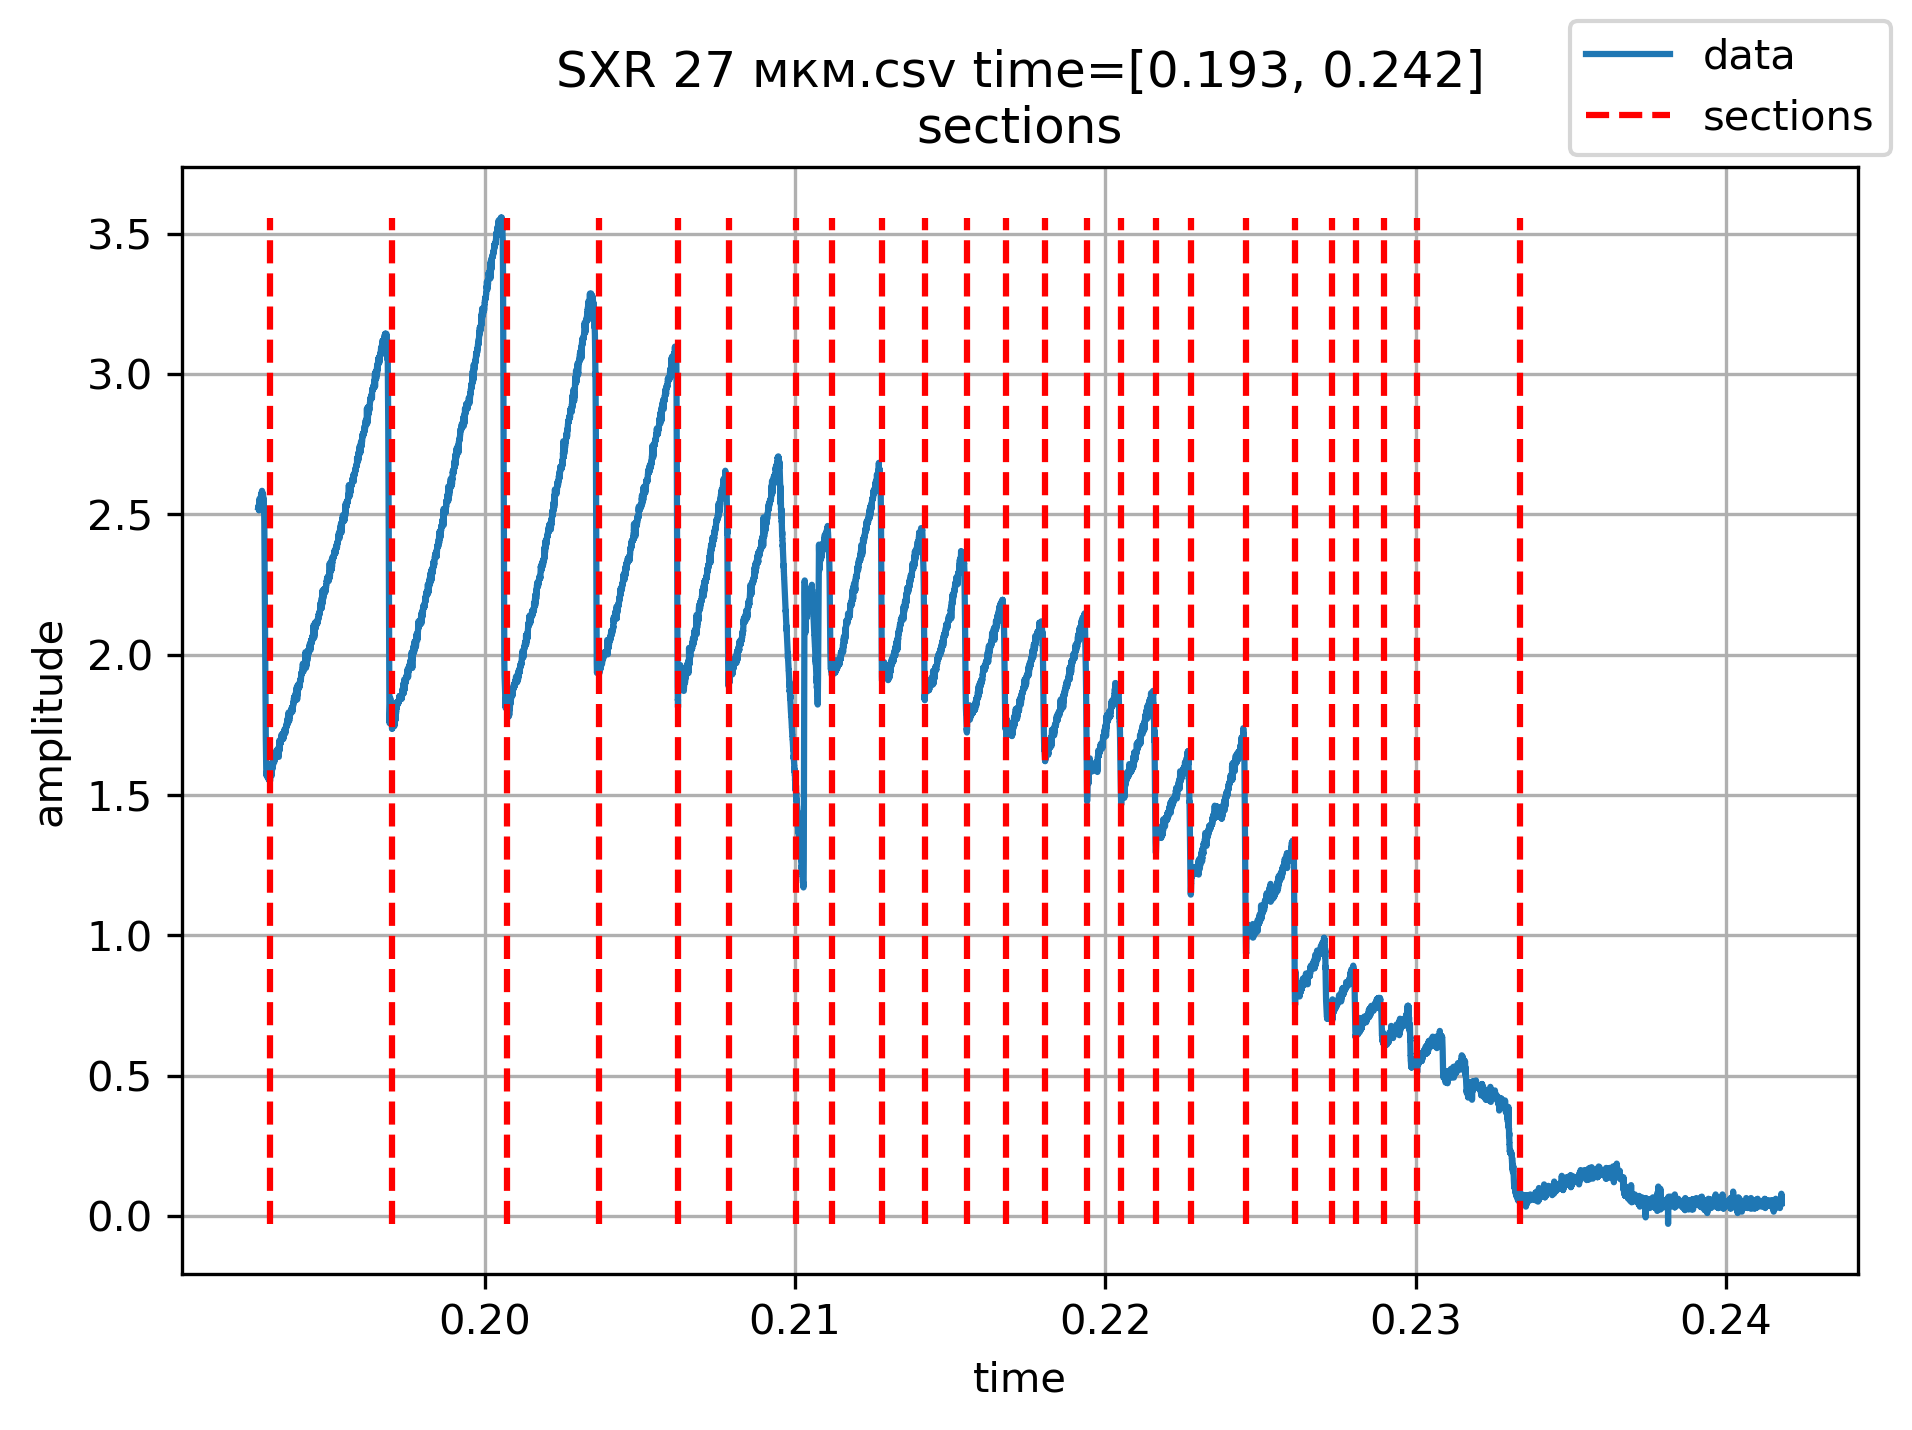 SXR 27 мкм.csv time=[0.193, 0.242]
sections
data
sections
amplitude
3.5
3.0
2.5
2.0
1.5
1.0
0.5
0.0
0.20
0.21
0.22
0.23
0.24
time